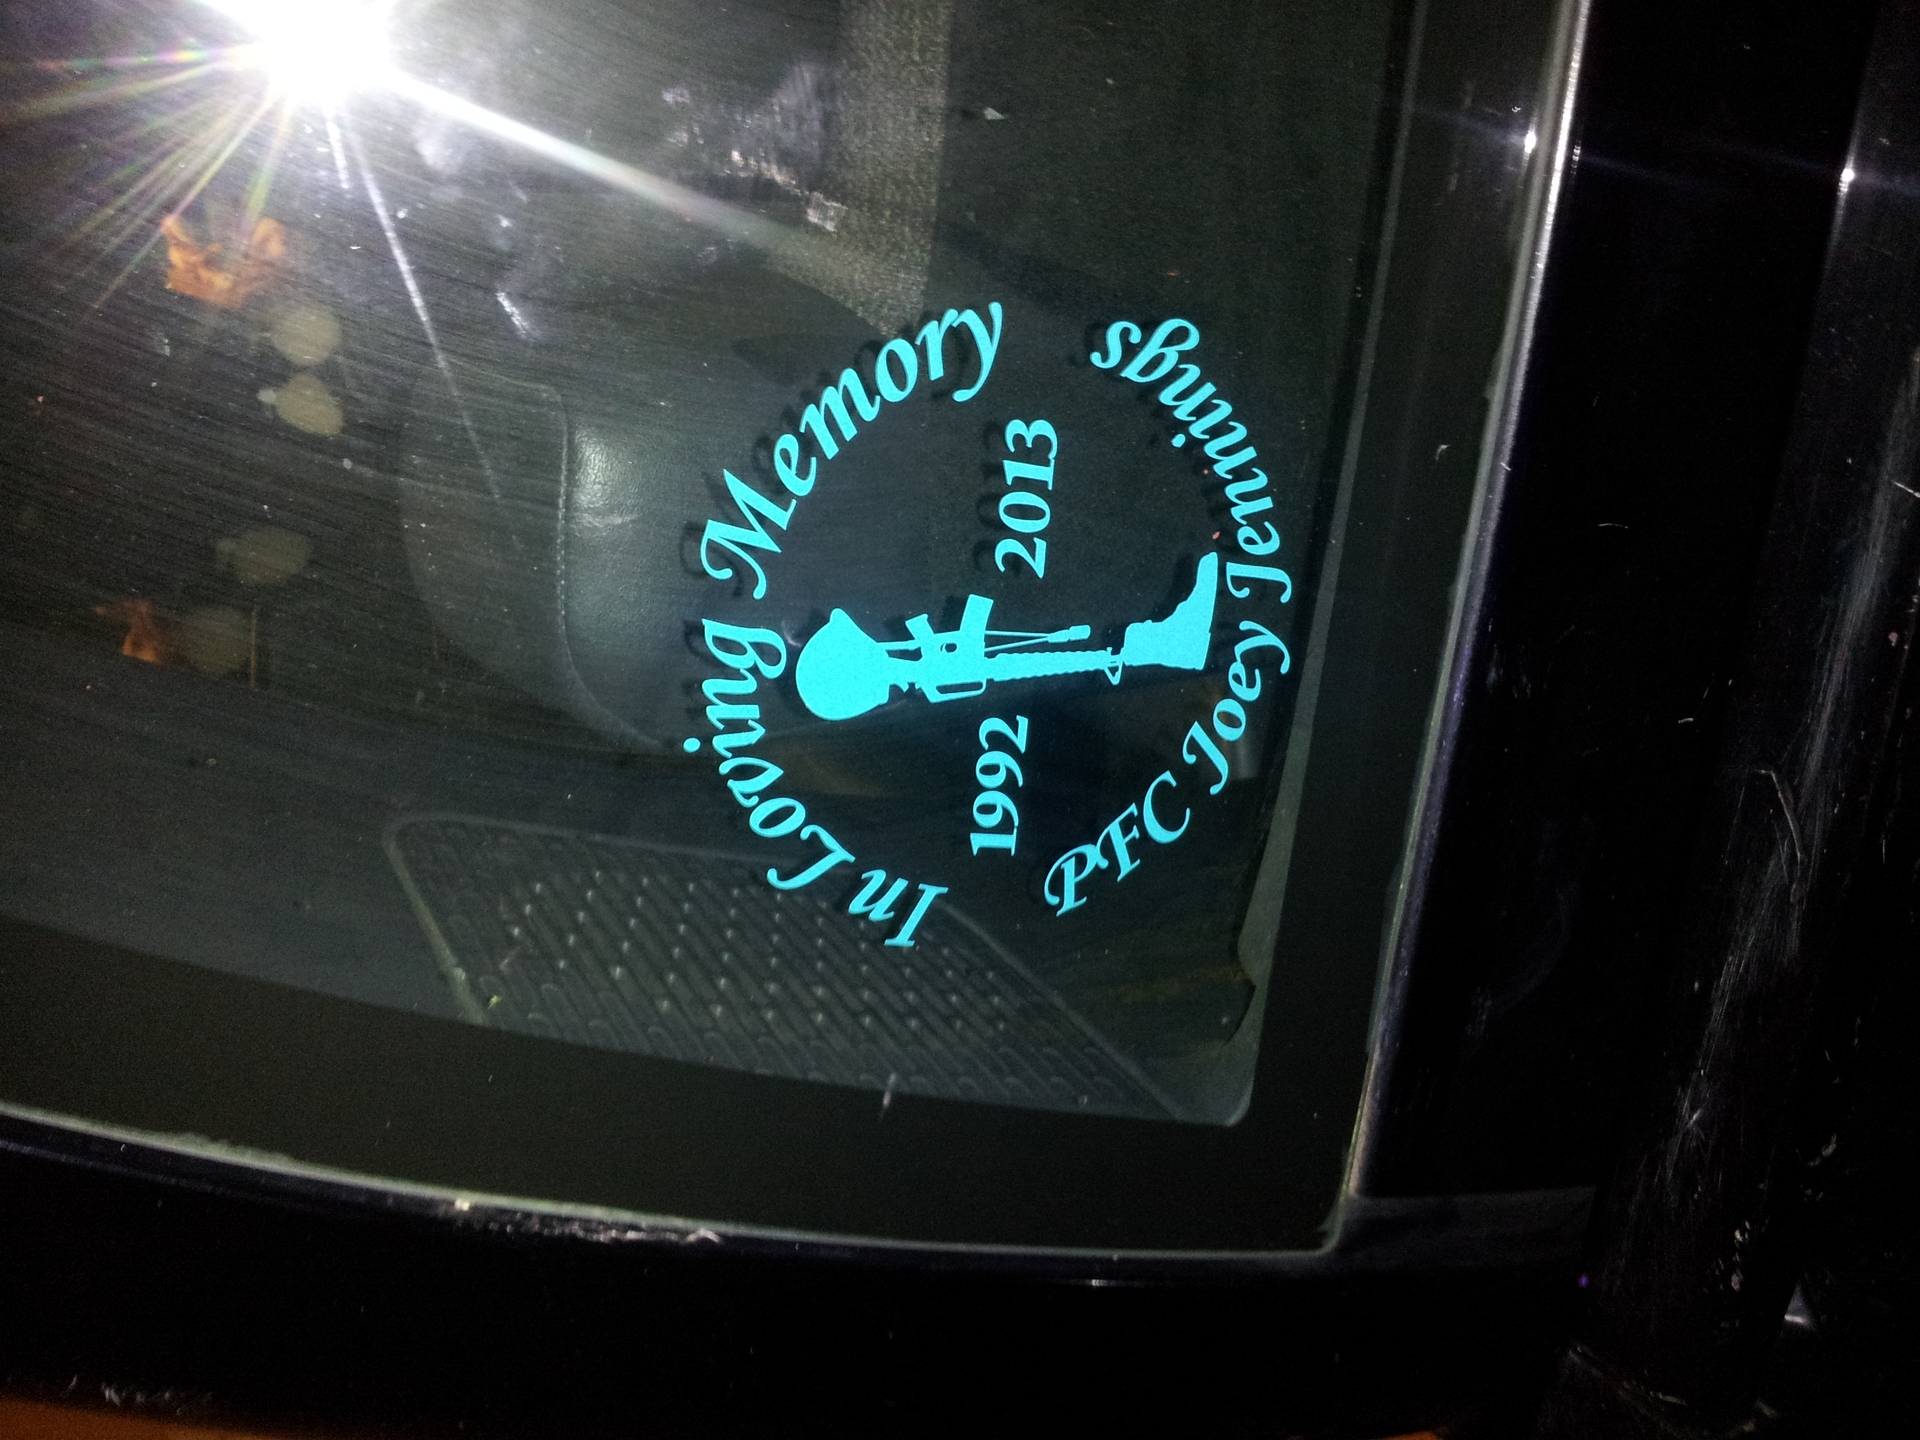 In Loving Memory
1992 2013
PFC Joey Jennings